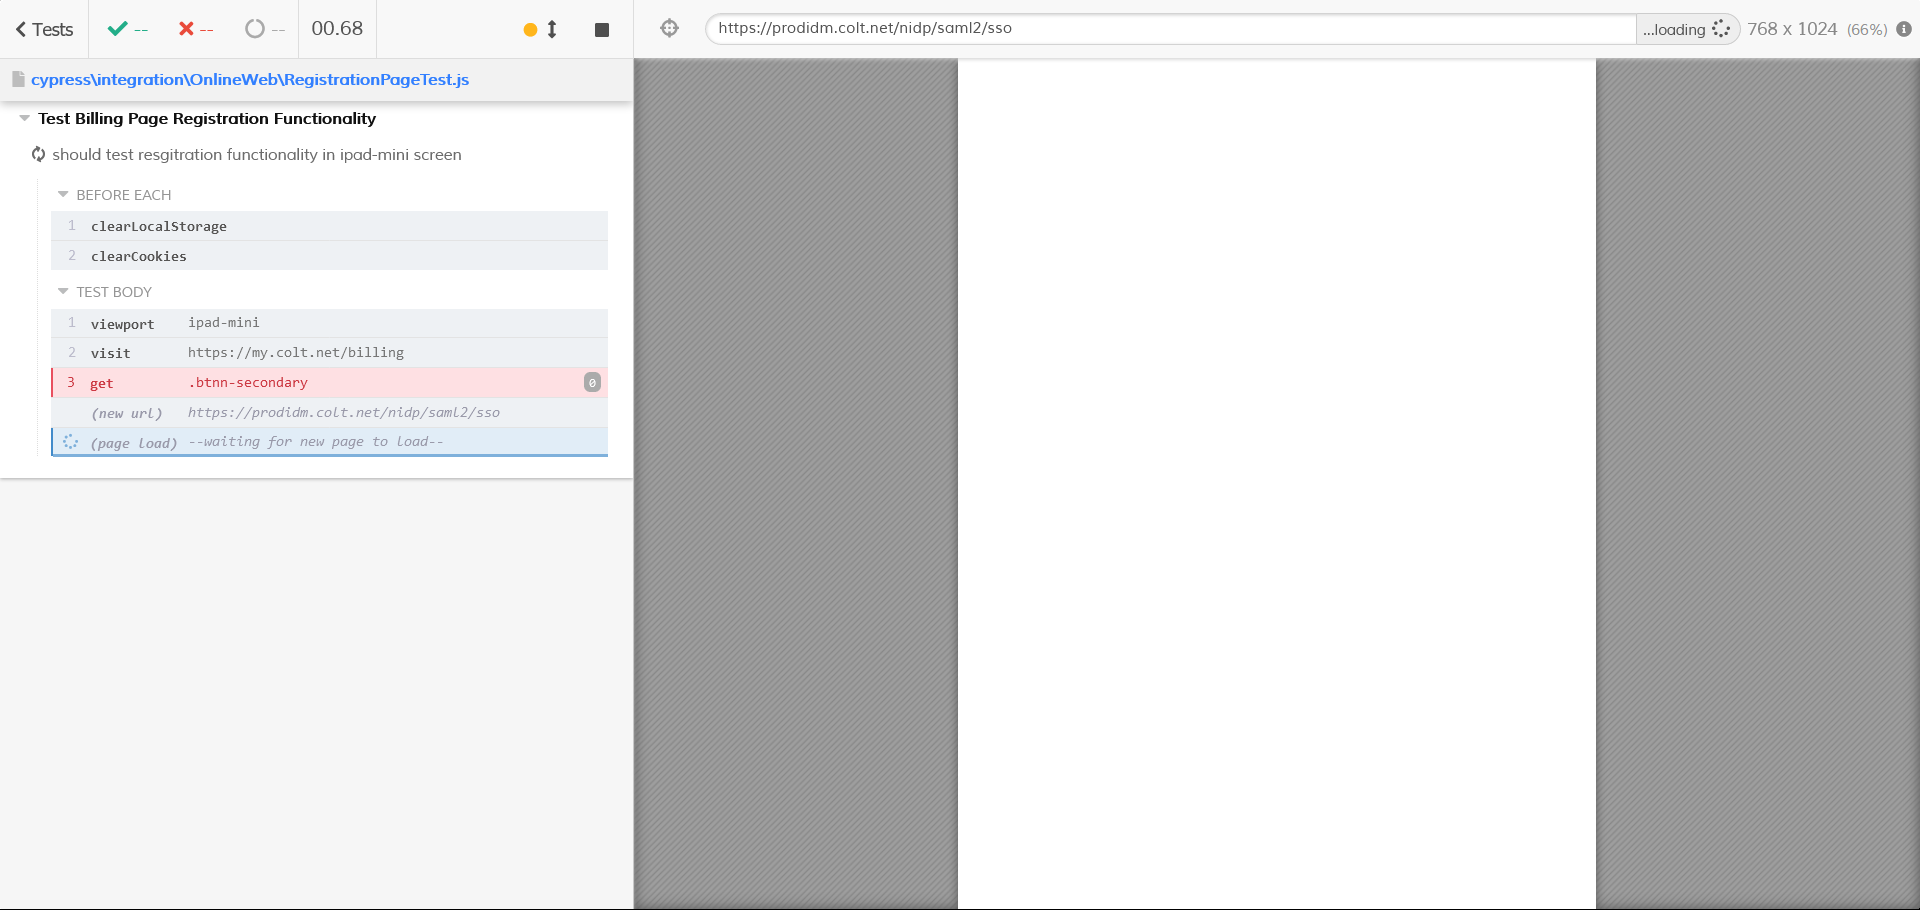 Tests -- -- -- 00.68
https://prodidm.colt.net/nidp/saml2/sso ...loading 768 x 1024 (66%)
cypress\integration\OnlineWeb\RegistrationPageTest.js
Test Billing Page Registration Functionality
should test resgitration functionality in ipad-mini screen
BEFORE EACH
1 clearLocalStorage
2 clearCookies
TEST BODY
1 viewport ipad-mini
2 visit https://my.colt.net/billing
3 get .btnn-secondary 0
(new url) https://prodidm.colt.net/nidp/saml2/sso
(page load) --waiting for new page to load--